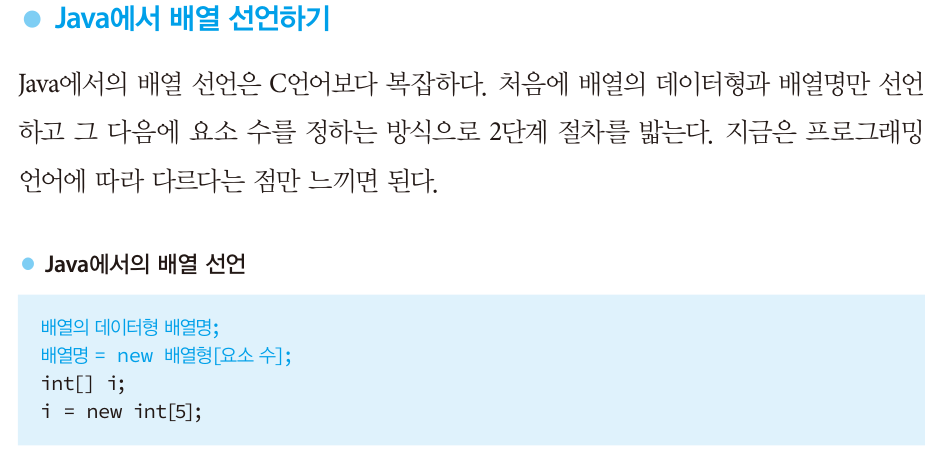 ● Java에서 배열 선언하기
Java에서의 배열 선언은 C언어보다 복잡하다. 처음에 배열의 데이터형과 배열명만 선언
하고 그 다음에 요소 수를 정하는 방식으로 2단계 절차를 밟는다. 지금은 프로그래밍
언어에 따라 다르다는 점만 느끼면 된다.
● Java에서의 배열 선언
배열의 데이터형 배열명;
배열명 = new 배열형[요소 수];
int[] i;
i = new int[5];